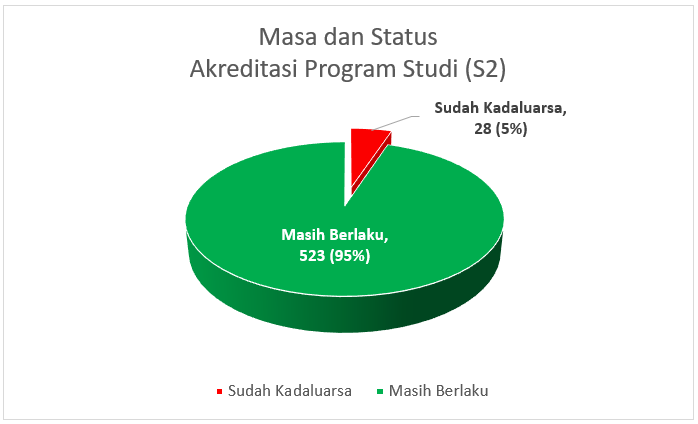 Masa dan Status
Akreditasi Program Studi (S2)
Sudah Kadaluarsa,
28 (5%)
Masih Berlaku,
523 (95%)
Sudah Kadaluarsa
Masih Berlaku